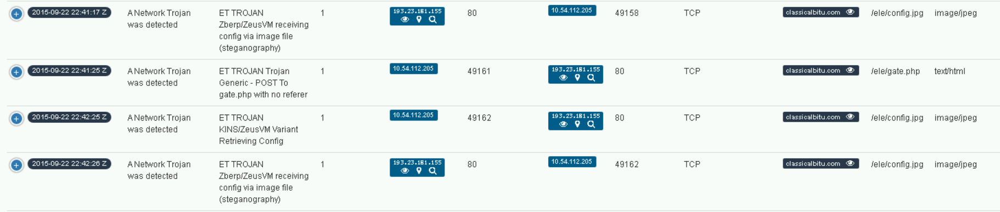 2015-09-22 22:41:17 Z A Network Trojan ET TROJAN 1 193.23.181.155 80 10.54.112.205 49158 TCP classicalbitu.com /ele/config.jpg image/jpeg
was detected Zberp/ZeusVM receiving
config via image file
(steganography)
2015-09-22 22:41:25 Z A Network Trojan ET TROJAN Trojan 1 10.54.112.205 49161 193.23.181.155 80 TCP classicalbitu.com /ele/gate.php text/html
was detected Generic - POST To
gate.php with no referer
2015-09-22 22:42:25 Z A Network Trojan ET TROJAN 1 10.54.112.205 49162 193.23.181.155 80 TCP classicalbitu.com /ele/config.jpg image/jpeg
was detected KINS/ZeusVM Variant
Retrieving Config
2015-09-22 22:42:26 Z A Network Trojan ET TROJAN 1 193.23.181.155 80 10.54.112.205 49162 TCP classicalbitu.com /ele/config.jpg image/jpeg
was detected Zberp/ZeusVM receiving
config via image file
(steganography)